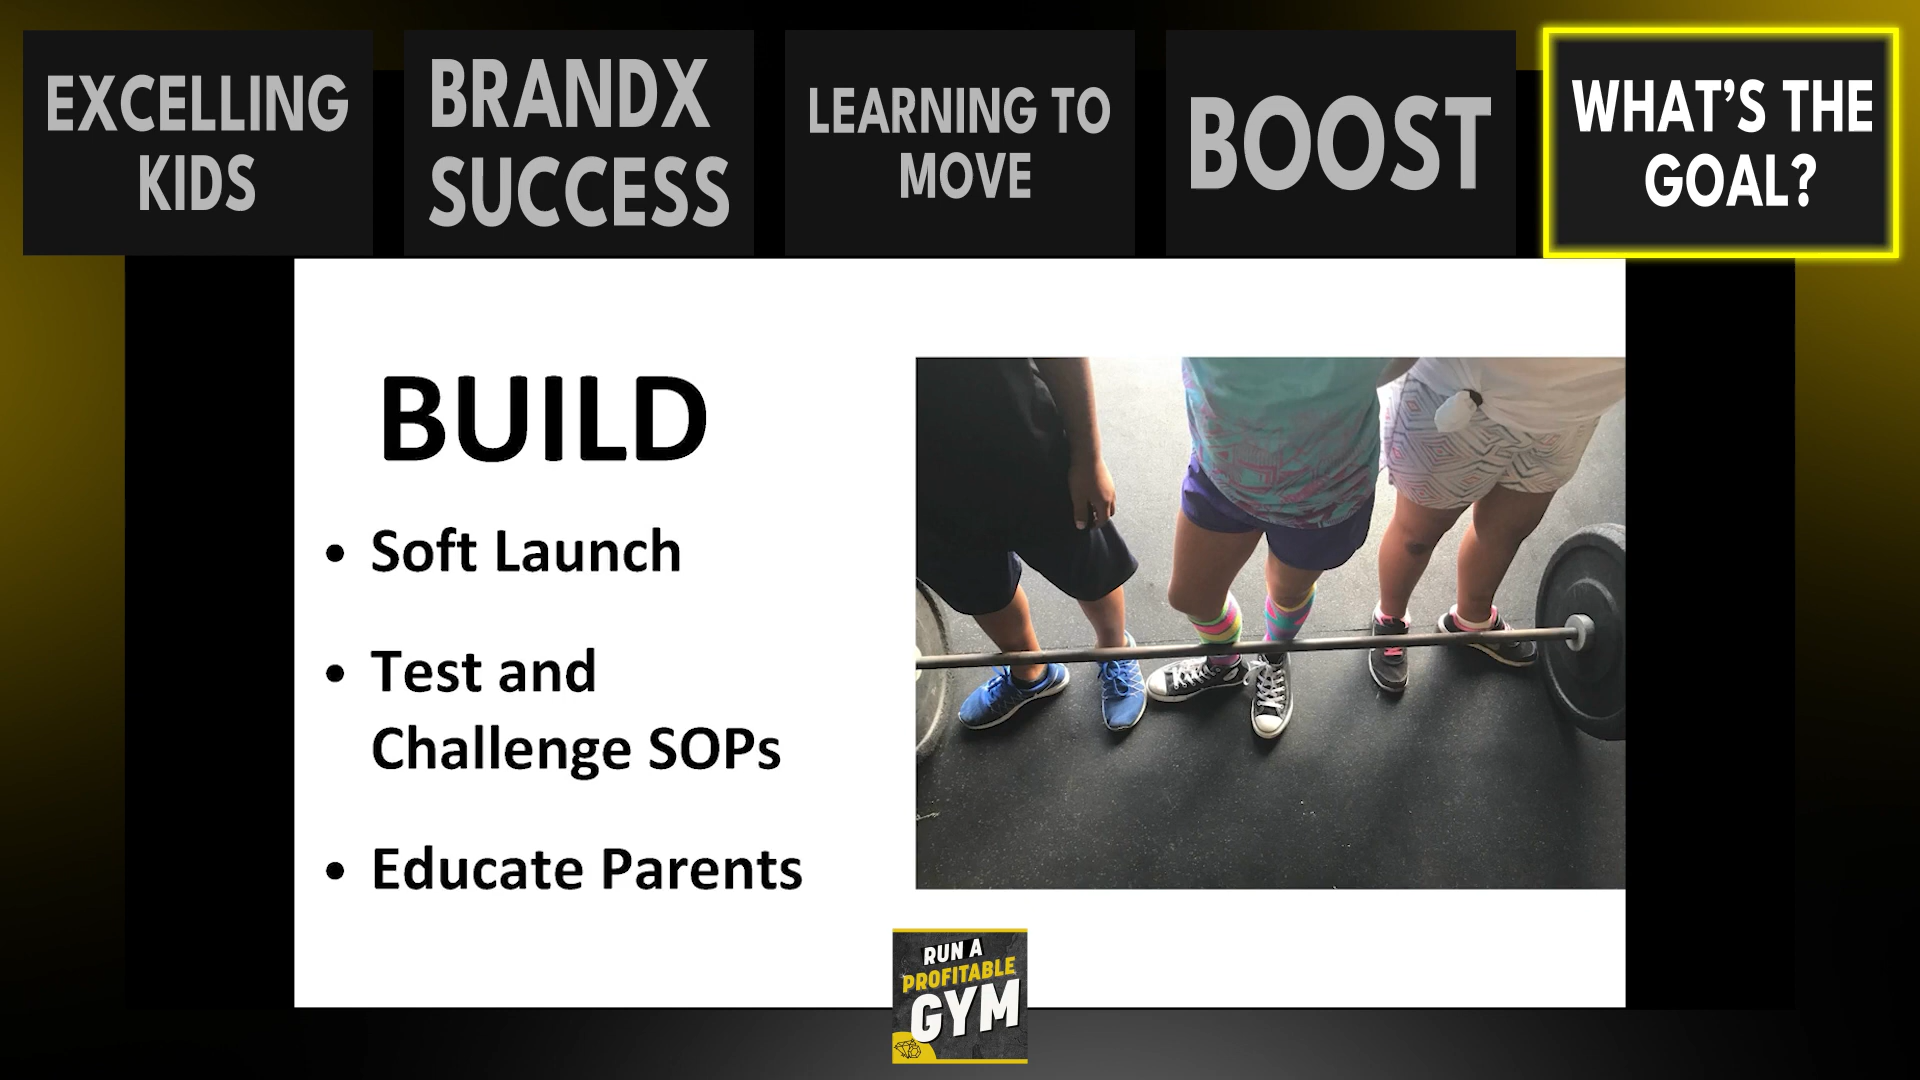 EXCELLING
KIDS
BRANDX
SUCCESS
LEARNING TO
MOVE
BOOST
WHAT'S THE
GOAL?
BUILD
• Soft Launch
• Test and
Challenge SOPs
• Educate Parents
RUN A
PROFITABLE
GYM